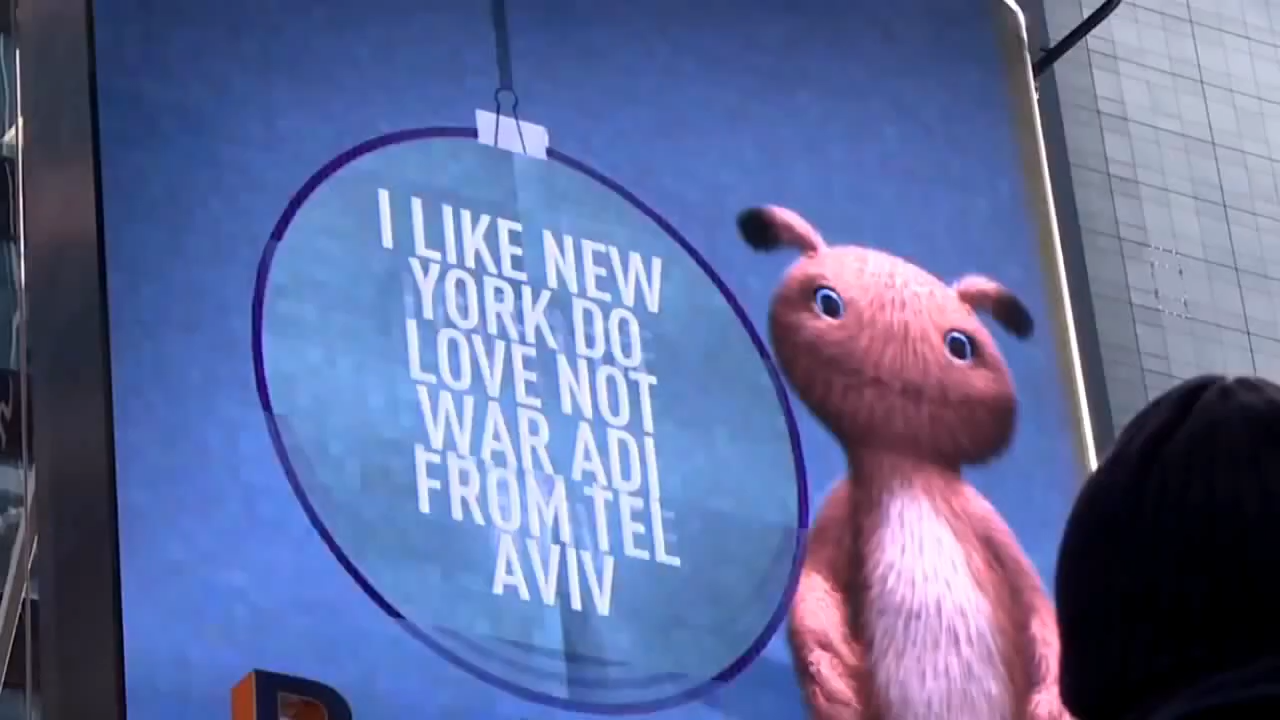 I LIKE NEW
YORK DO
LOVE NOT
WAR ADI
FROM TEL
AVIV